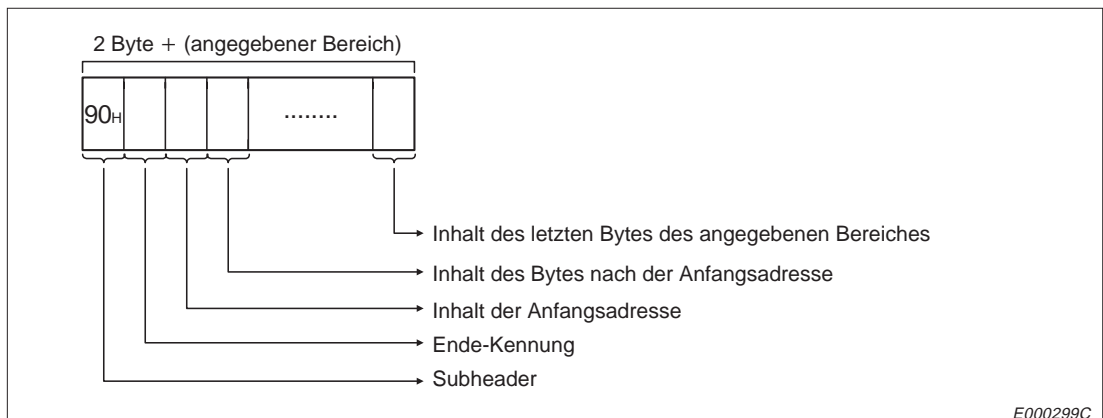 2 Byte + (angegebener Bereich)
90H ........
Inhalt des letzten Bytes des angegebenen Bereiches
Inhalt des Bytes nach der Anfangsadresse
Inhalt der Anfangsadresse
Ende-Kennung
Subheader
E000299C